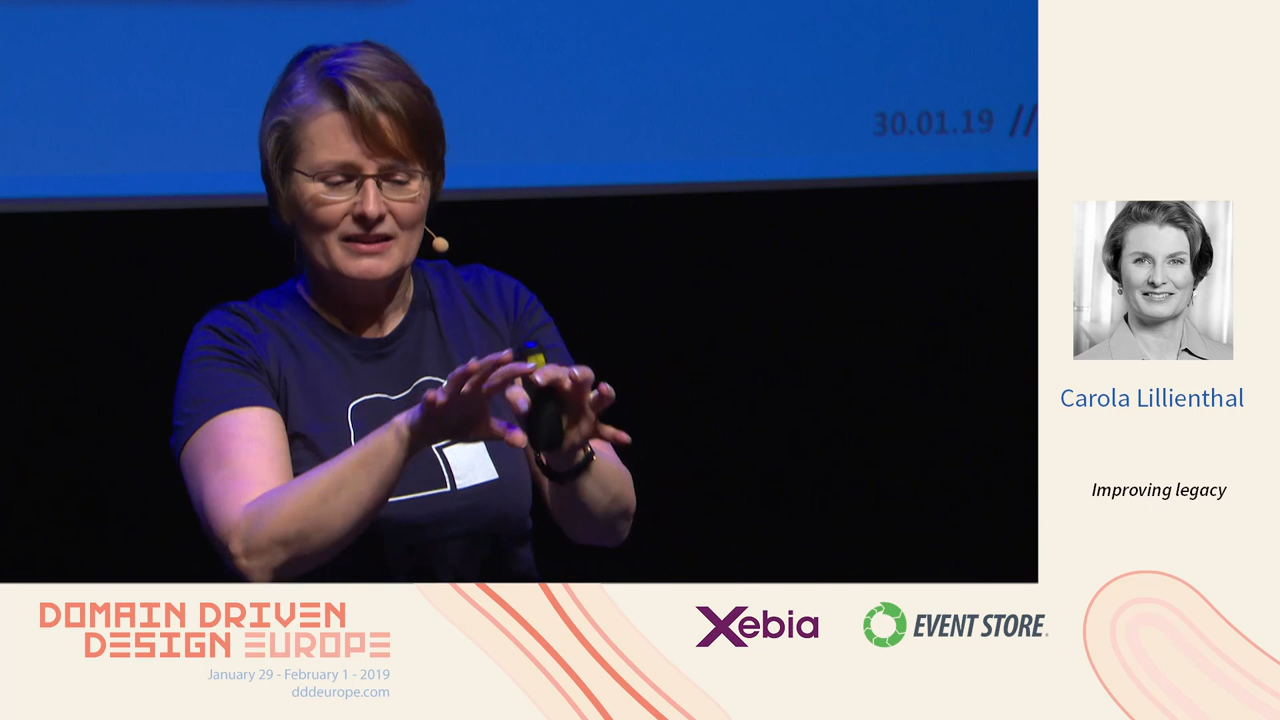 30.01.19 //
Carola Lillienthal
Improving legacy
DOMAIN DRIVEN
DESIGN EUROPE
January 29 - February 1 - 2019
dddeurope.com
Xebia
EVENT STORE®